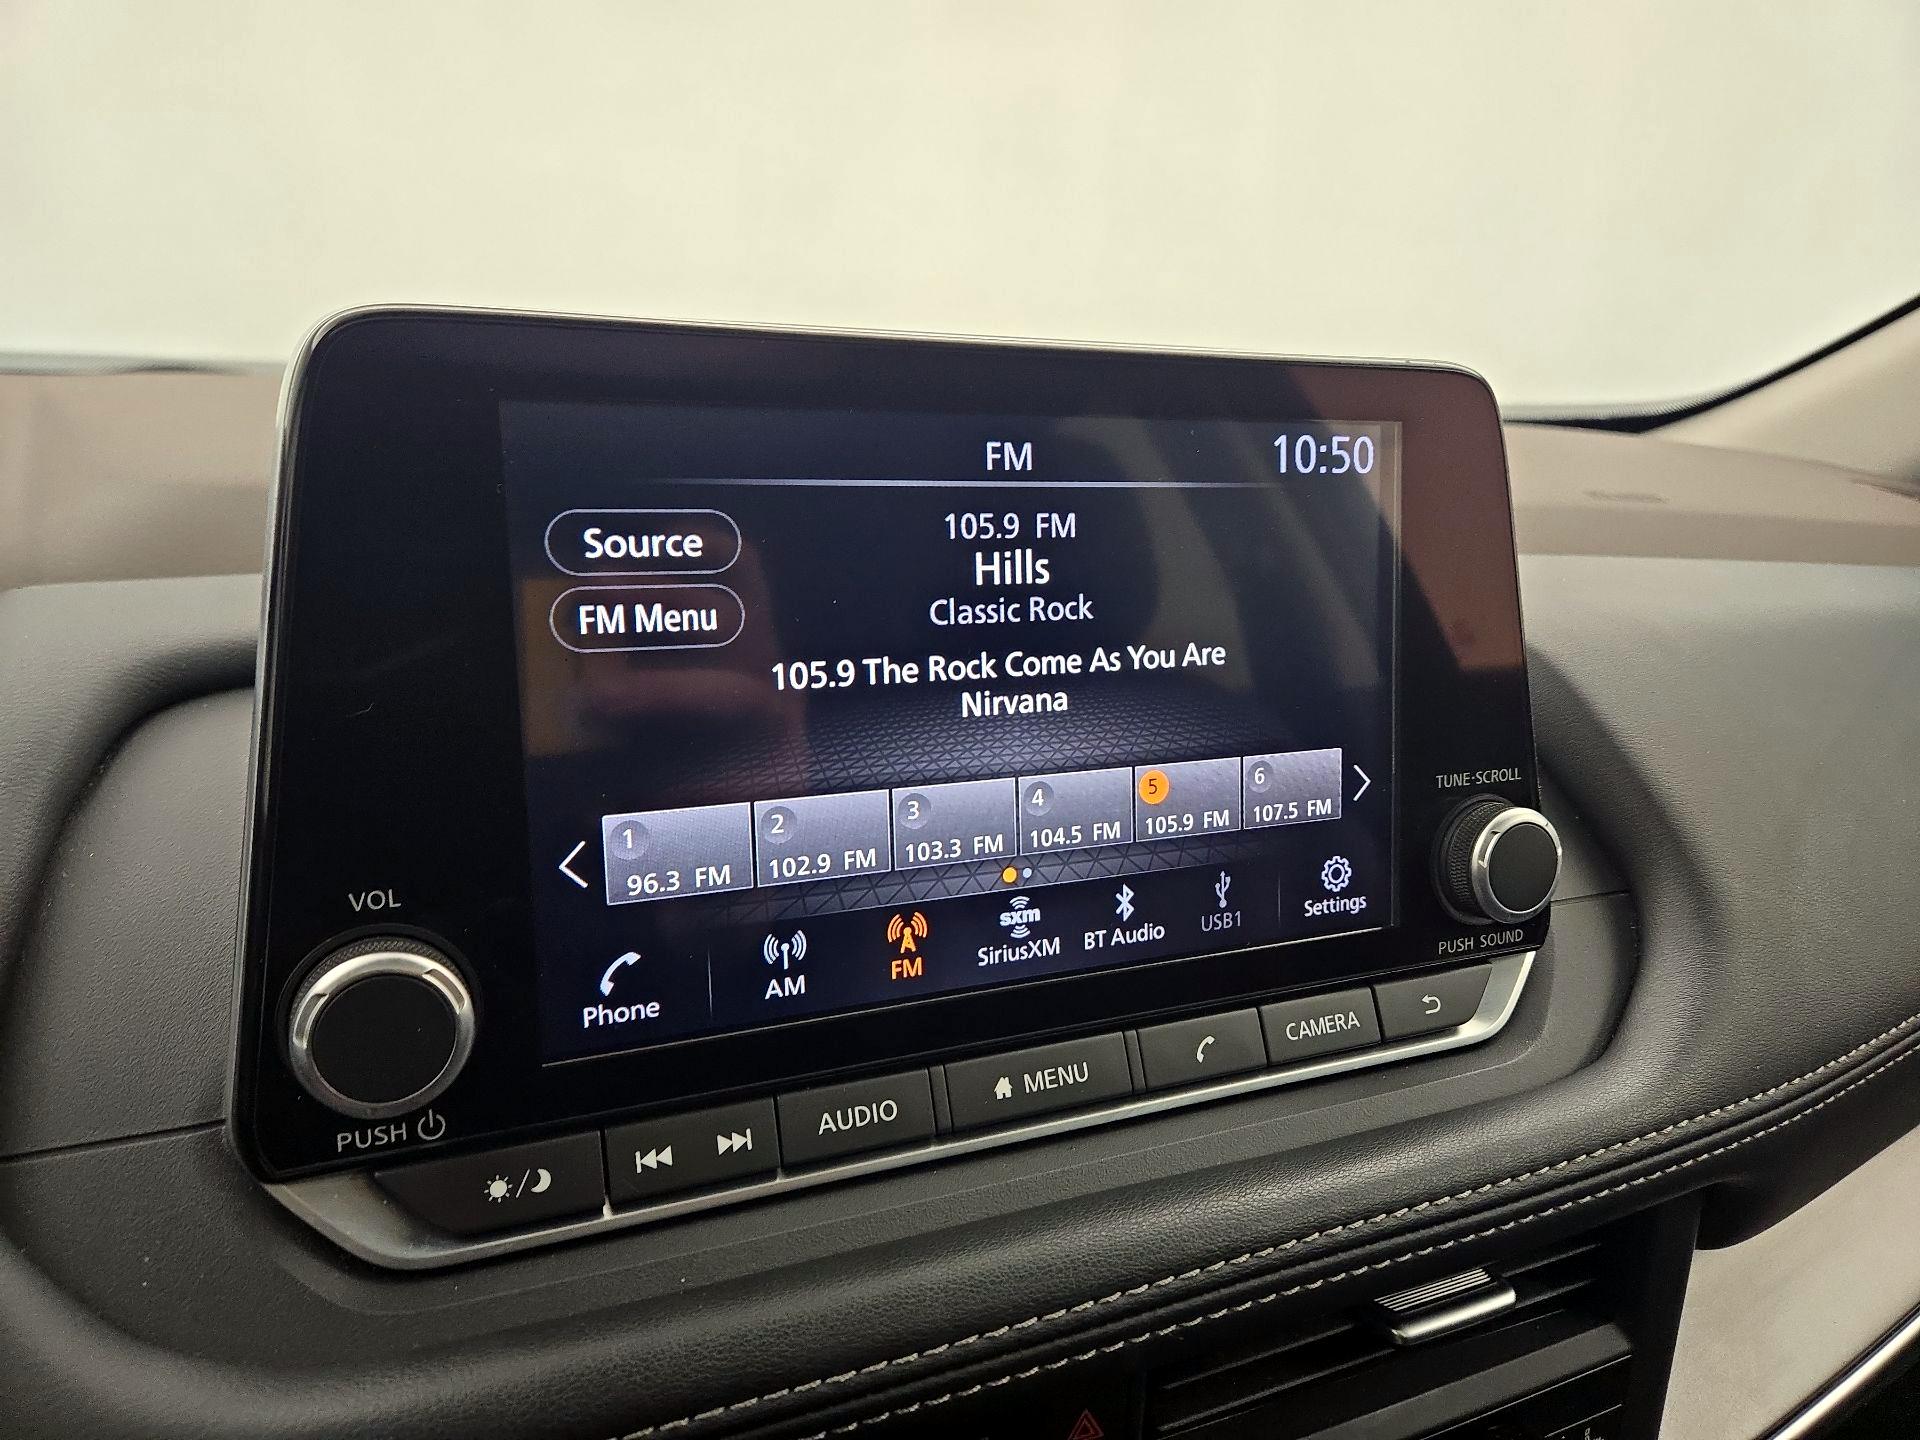 FM
10:50
Source
105.9 FM
Hills
FM Menu
Classic Rock
105.9 The Rock Come As You Are
Nirvana
1
2
3
4
5
6
96.3 FM
102.9 FM
103.3 FM
104.5 FM
105.9 FM
107.5 FM
Phone
AM
FM
sxm
SiriusXM
BT Audio
USB1
Settings
VOL
PUSH
TUNE·SCROLL
PUSH SOUND
AUDIO
MENU
CAMERA